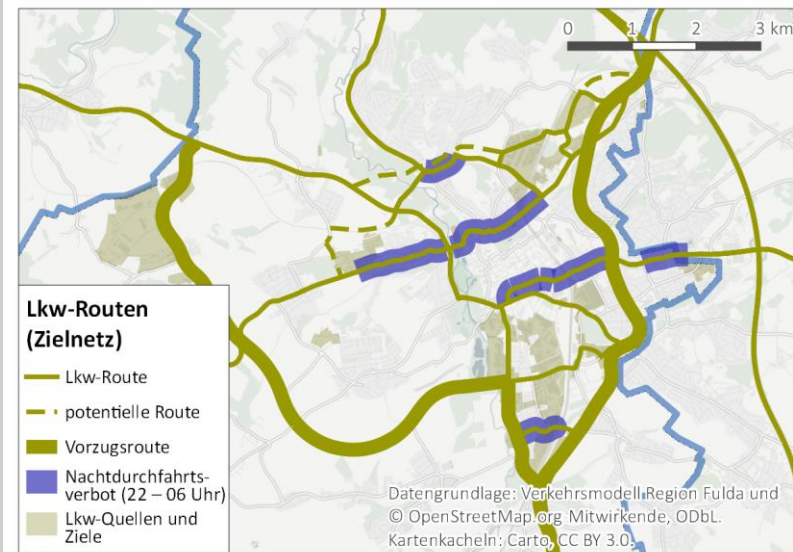 0 1 2 3 km
Lkw-Routen
(Zielnetz)
Lkw-Route
potentielle Route
Vorzugsroute
Nachtdurchfahrts-
verbot (22 – 06 Uhr)
Lkw-Quellen und
Ziele
Datengrundlage: Verkehrsmodell Region Fulda und
© OpenStreetMap.org Mitwirkende, ODbL.
Kartenkacheln: Carto, CC BY 3.0.